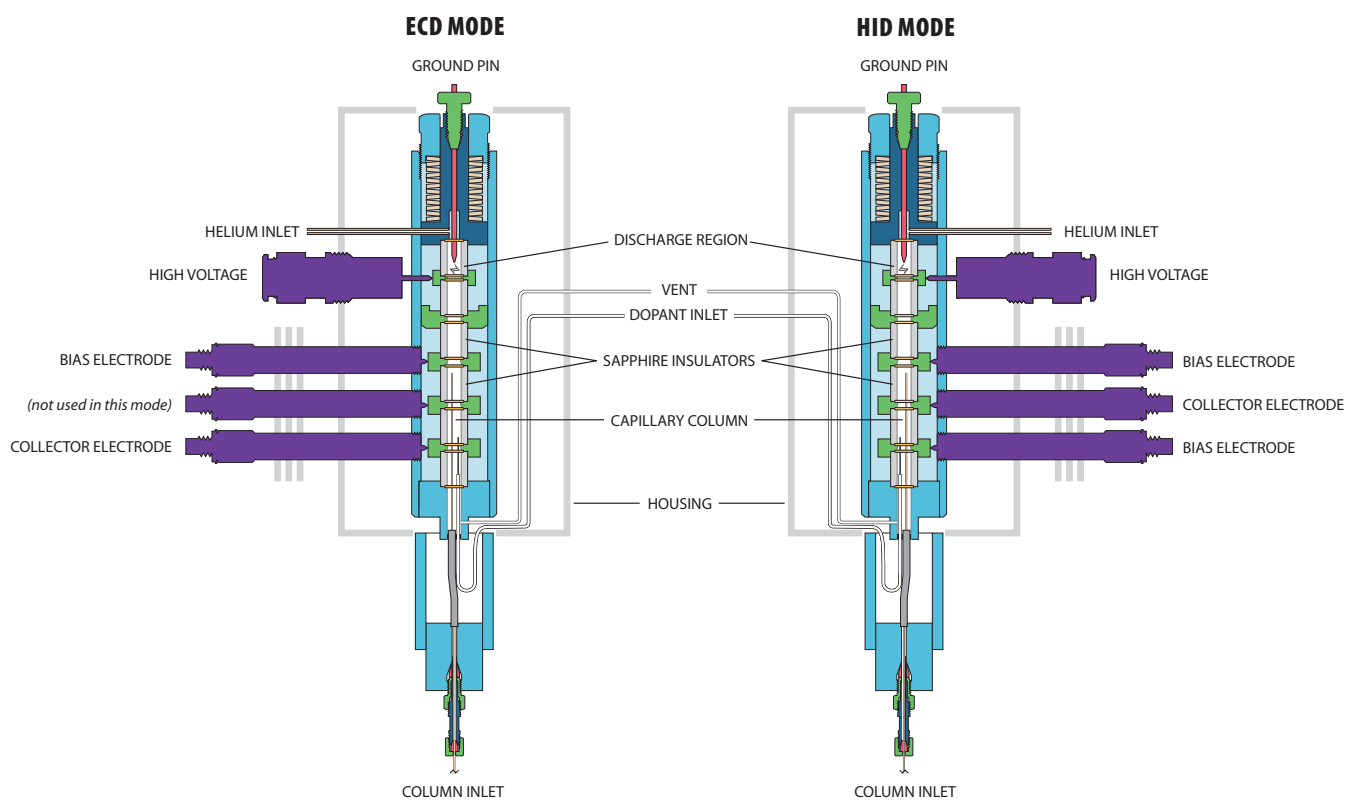 ECD MODE
HID MODE
GROUND PIN
GROUND PIN
HELIUM INLET
DISCHARGE REGION
HELIUM INLET
HIGH VOLTAGE
HIGH VOLTAGE
VENT
DOPANT INLET
BIAS ELECTRODE
SAPPHIRE INSULATORS
BIAS ELECTRODE
(not used in this mode)
COLLECTOR ELECTRODE
CAPILLARY COLUMN
COLLECTOR ELECTRODE
BIAS ELECTRODE
HOUSING
COLUMN INLET
COLUMN INLET